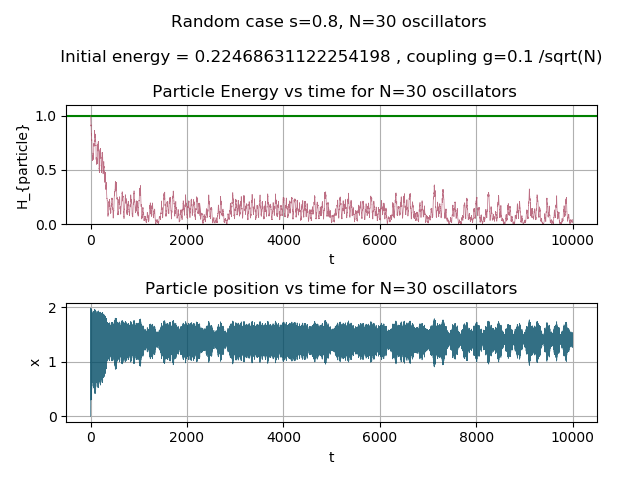 Random case s=0.8, N=30 oscillators
Initial energy = 0.22468631122254198 , coupling g=0.1 /sqrt(N)
Particle Energy vs time for N=30 oscillators
H_{particle}
1.0
0.5
0.0
0 2000 4000 6000 8000 10000
t
Particle position vs time for N=30 oscillators
x
2
1
0
0 2000 4000 6000 8000 10000
t